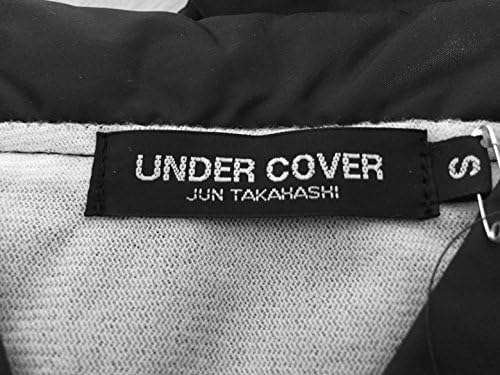 UNDER COVER
JUN TAKAHASHI
S